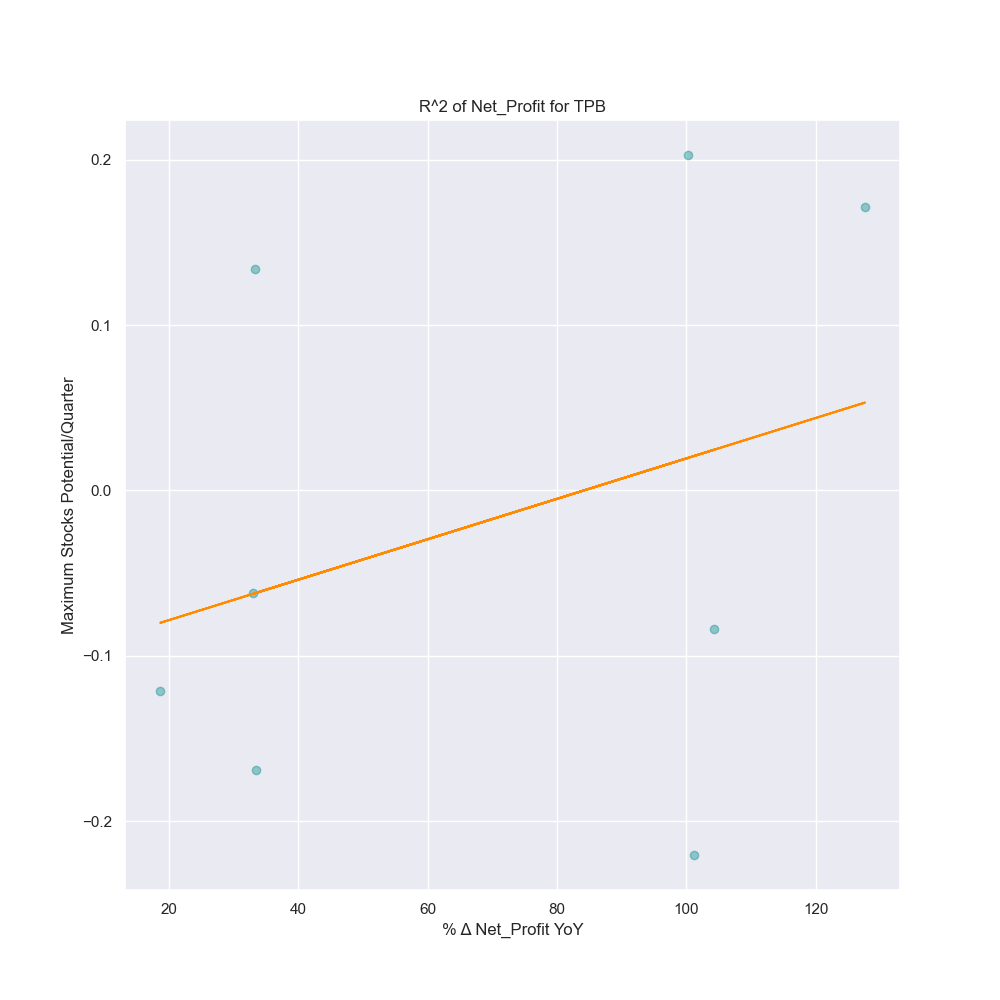 R^2 of Net_Profit for TPB
0.2
0.1
0.0
−0.1
−0.2
Maximum Stocks Potential/Quarter
20 40 60 80 100 120
% Δ Net_Profit YoY